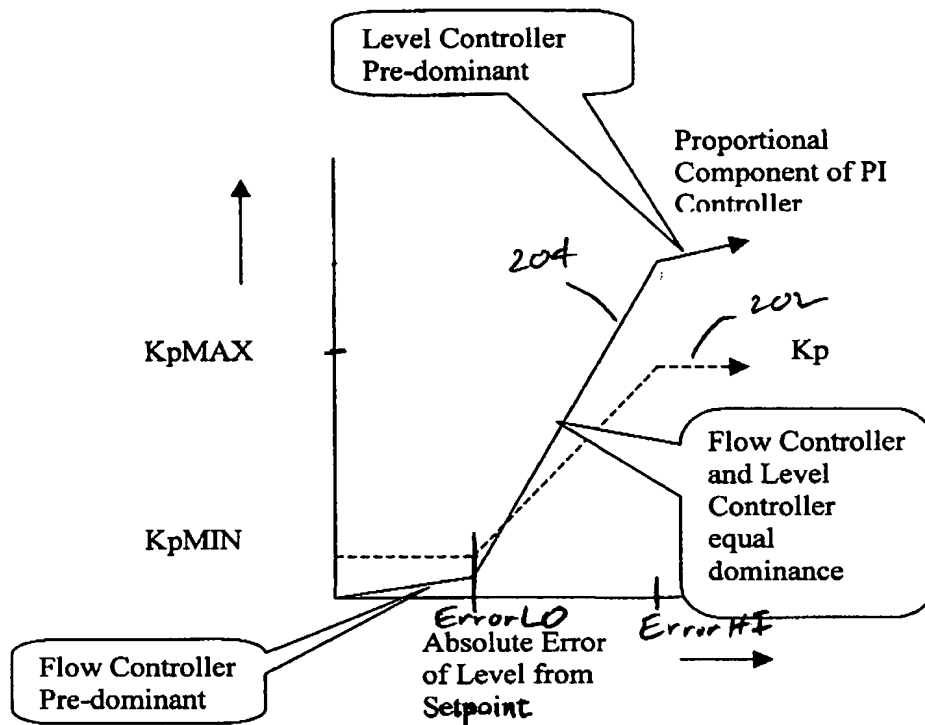 Level Controller
Pre-dominant
Proportional
Component of PI
Controller
204
202
KpMAX
Kp
Flow Controller
and Level
Controller
equal
dominance
KpMIN
ErrorLO
ErrorHI
Absolute Error
of Level from
Setpoint
Flow Controller
Pre-dominant